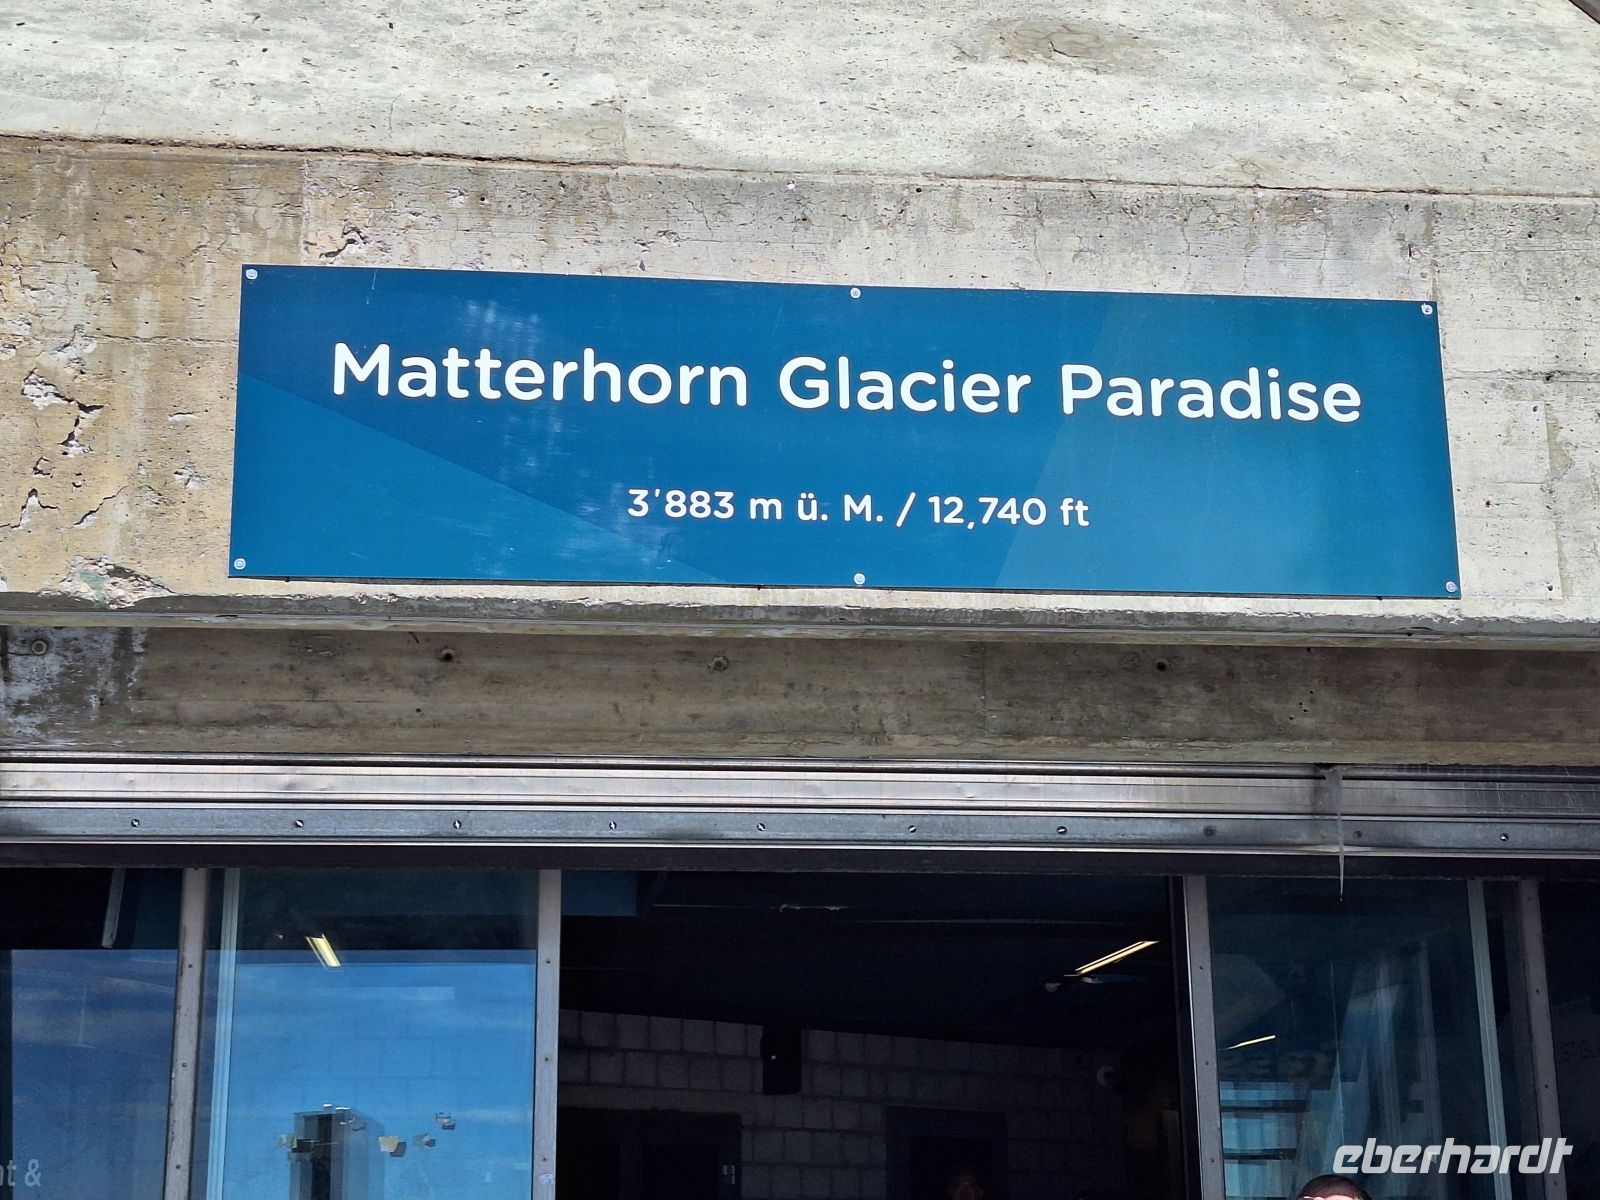 Matterhorn Glacier Paradise
3'883 m ü. M. / 12,740 ft
eberhardt